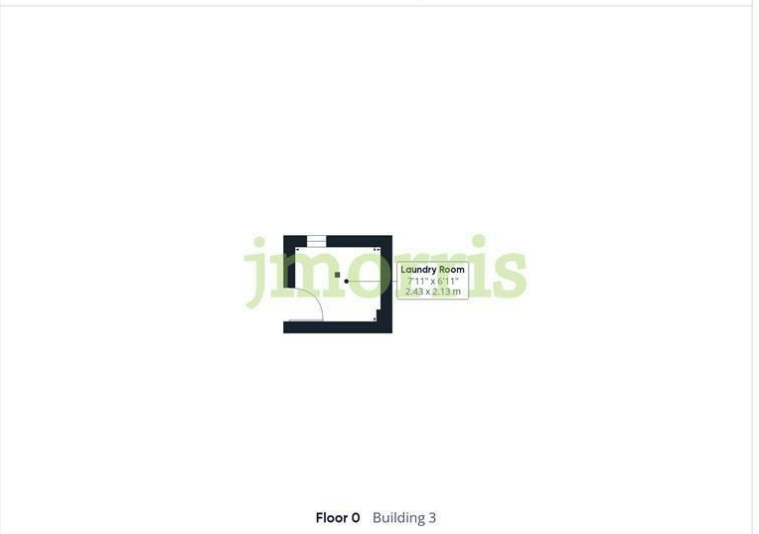 jmorris
Laundry Room
7'11" x 6'11"
2.43 x 2.13 m
Floor 0 Building 3